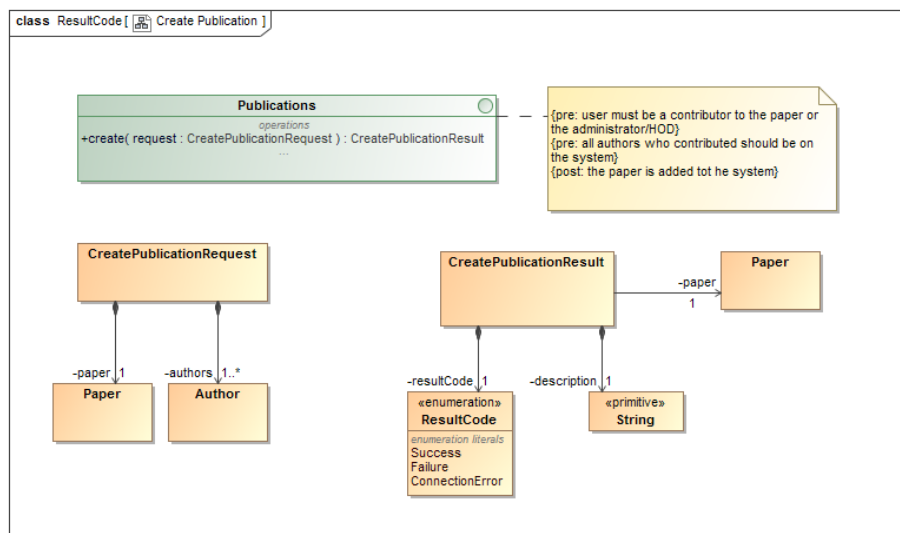 class ResultCode [ Create Publication ]
Publications
operations
+create( request : CreatePublicationRequest ) : CreatePublicationResult
...
{pre: user must be a contributor to the paper or
the administrator/HOD}
{pre: all authors who contributed should be on
the system}
{post: the paper is added tot he system}
CreatePublicationRequest
-paper 1
-authors 1..*
Paper
Author
CreatePublicationResult
-paper
1
Paper
-resultCode 1
-description 1
«enumeration»
ResultCode
enumeration literals
Success
Failure
ConnectionError
«primitive»
String